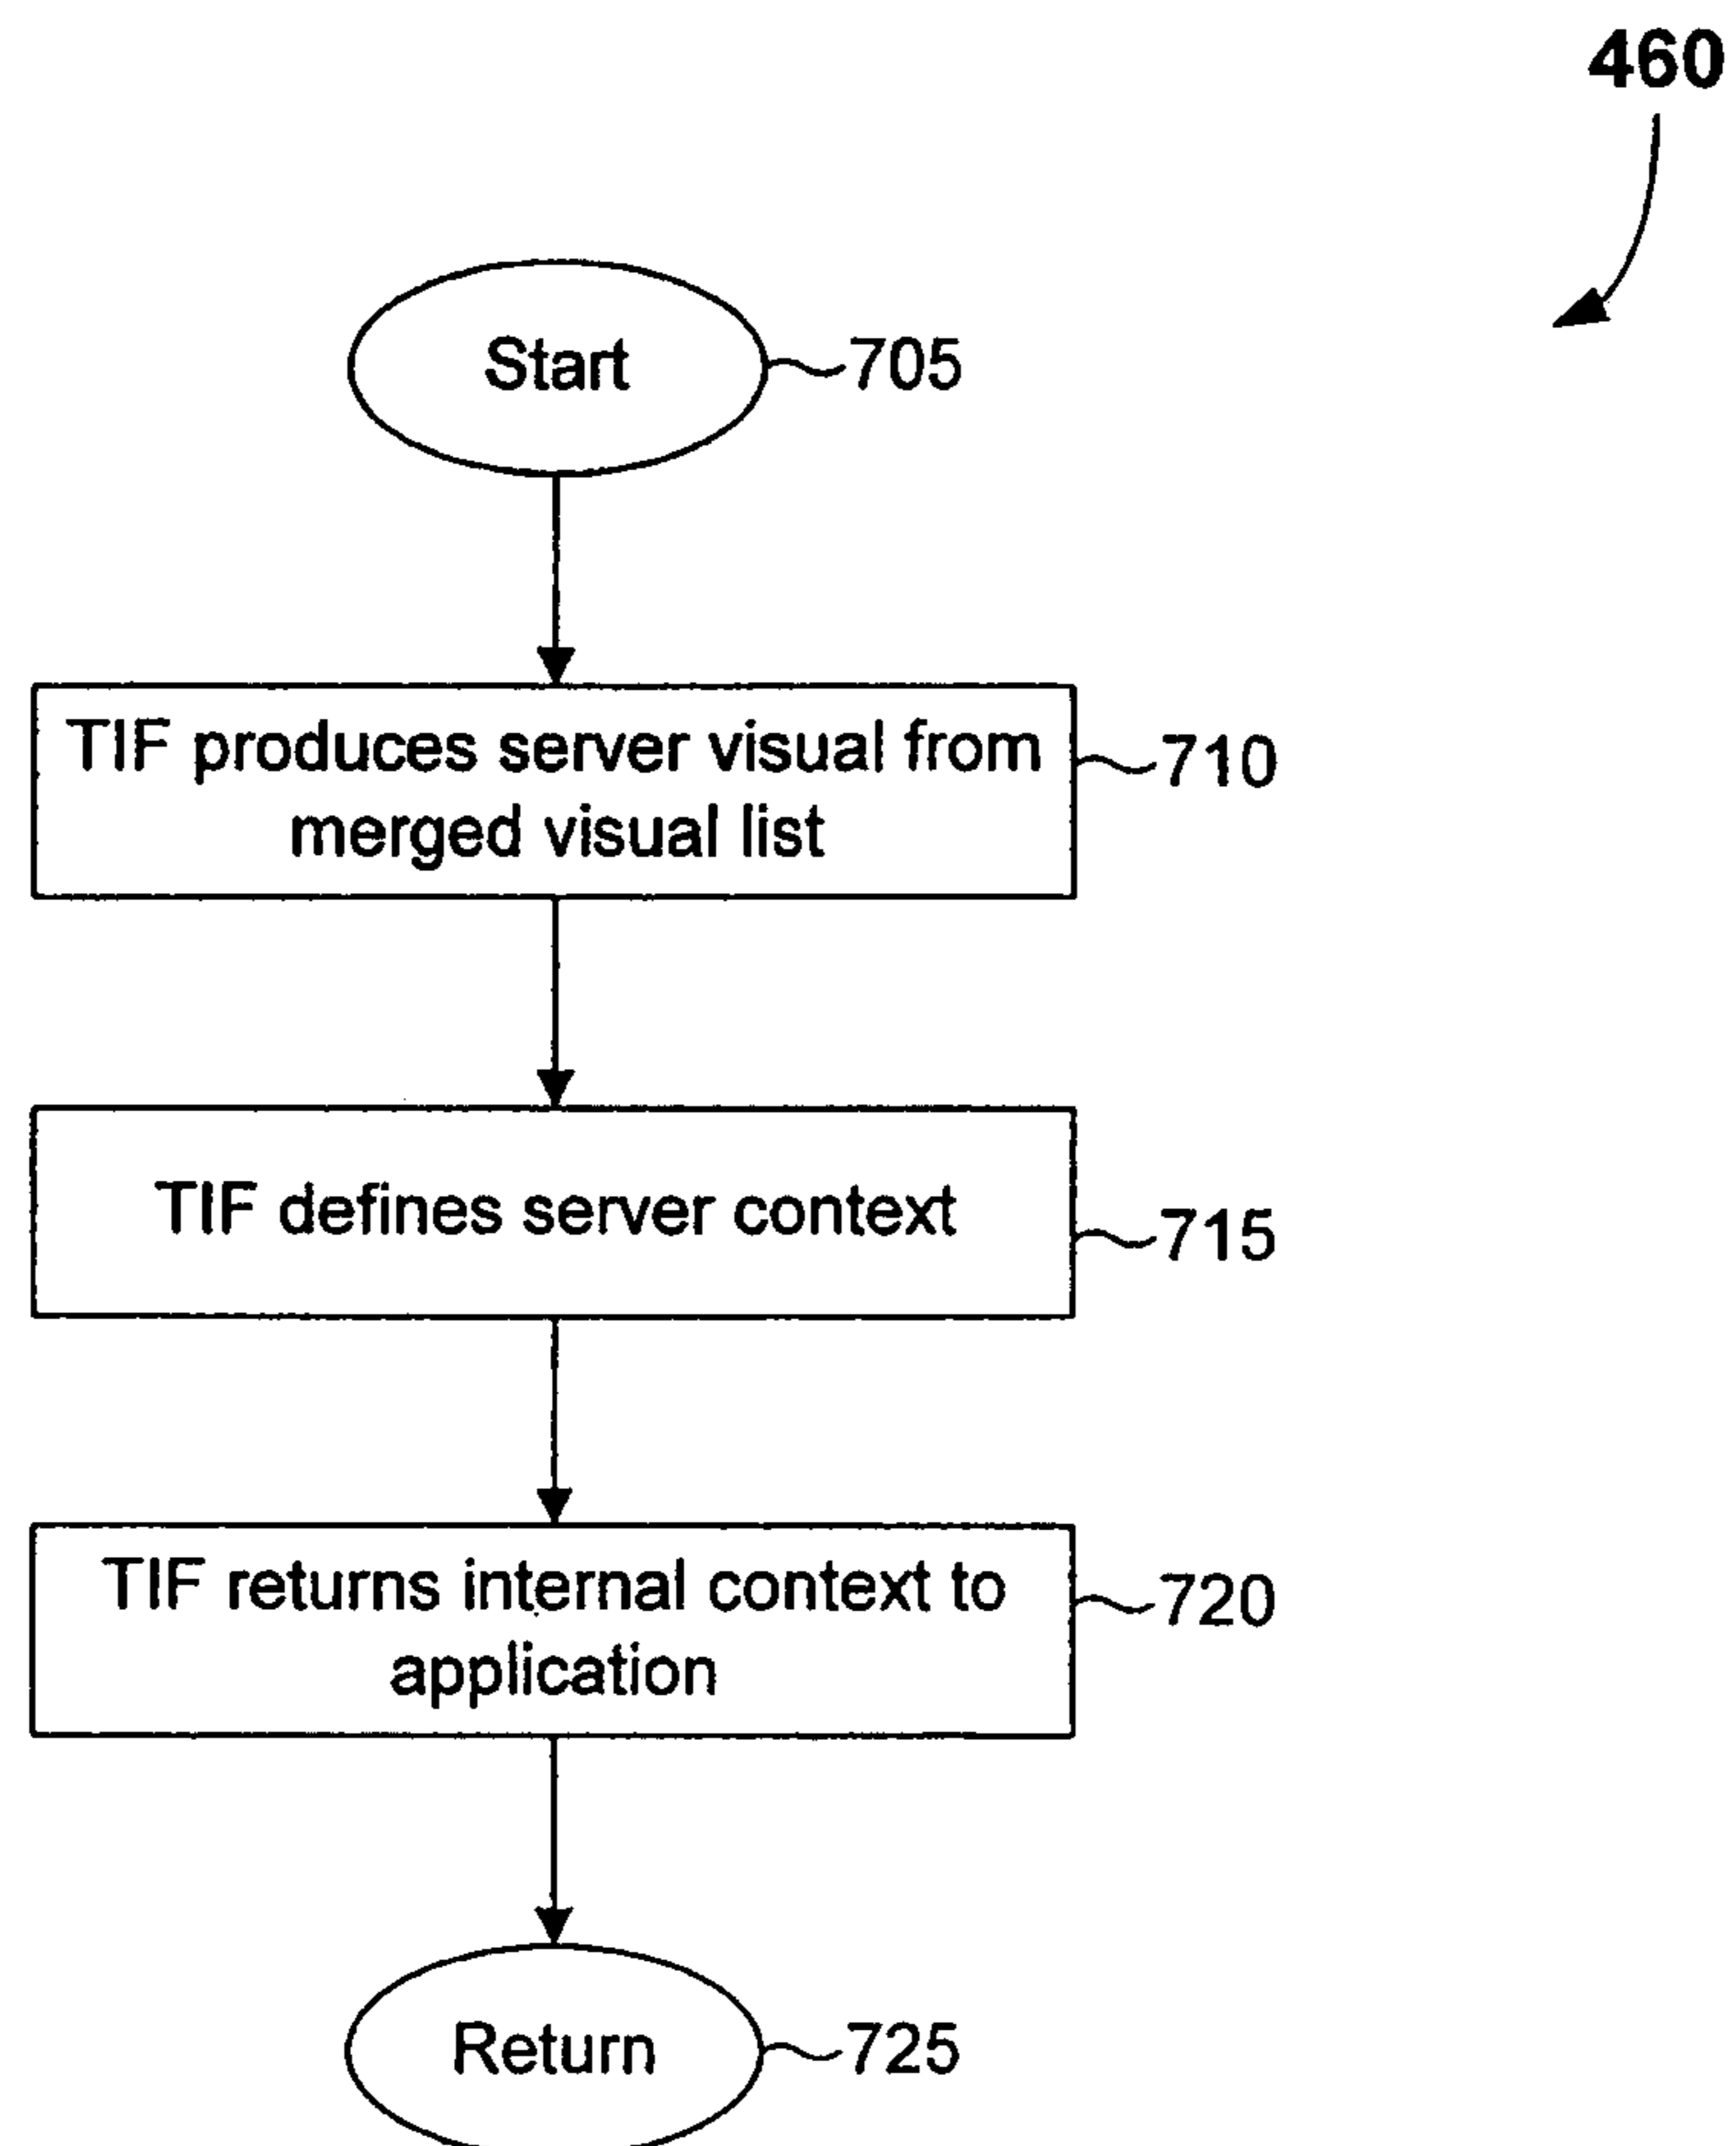 460
Start
705
TIF produces server visual from
merged visual list
710
TIF defines server context
715
TIF returns internal context to
application
720
Return
725